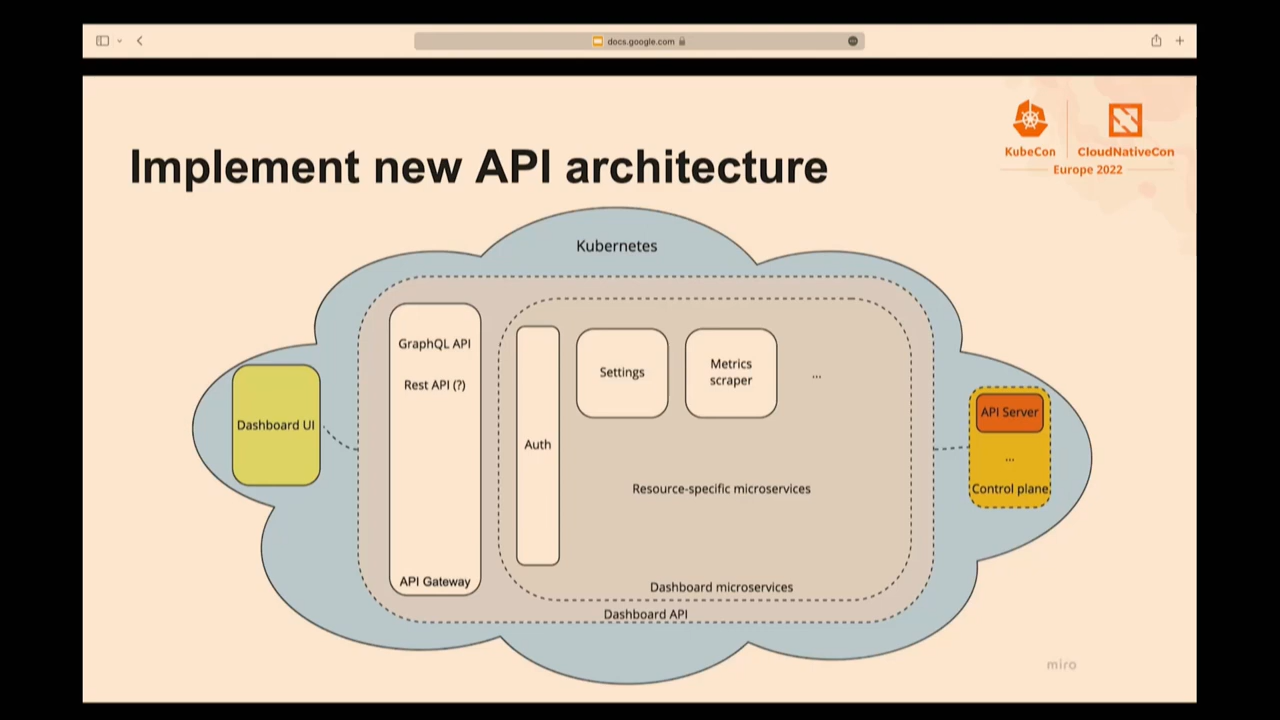 docs.google.com
KubeCon
CloudNativeCon
Europe 2022
Implement new API architecture
Kubernetes
GraphQL API
Rest API (?)
API Gateway
Dashboard UI
Auth
Settings
Metrics
scraper
...
Resource-specific microservices
Dashboard microservices
Dashboard API
API Server
...
Control plane
miro